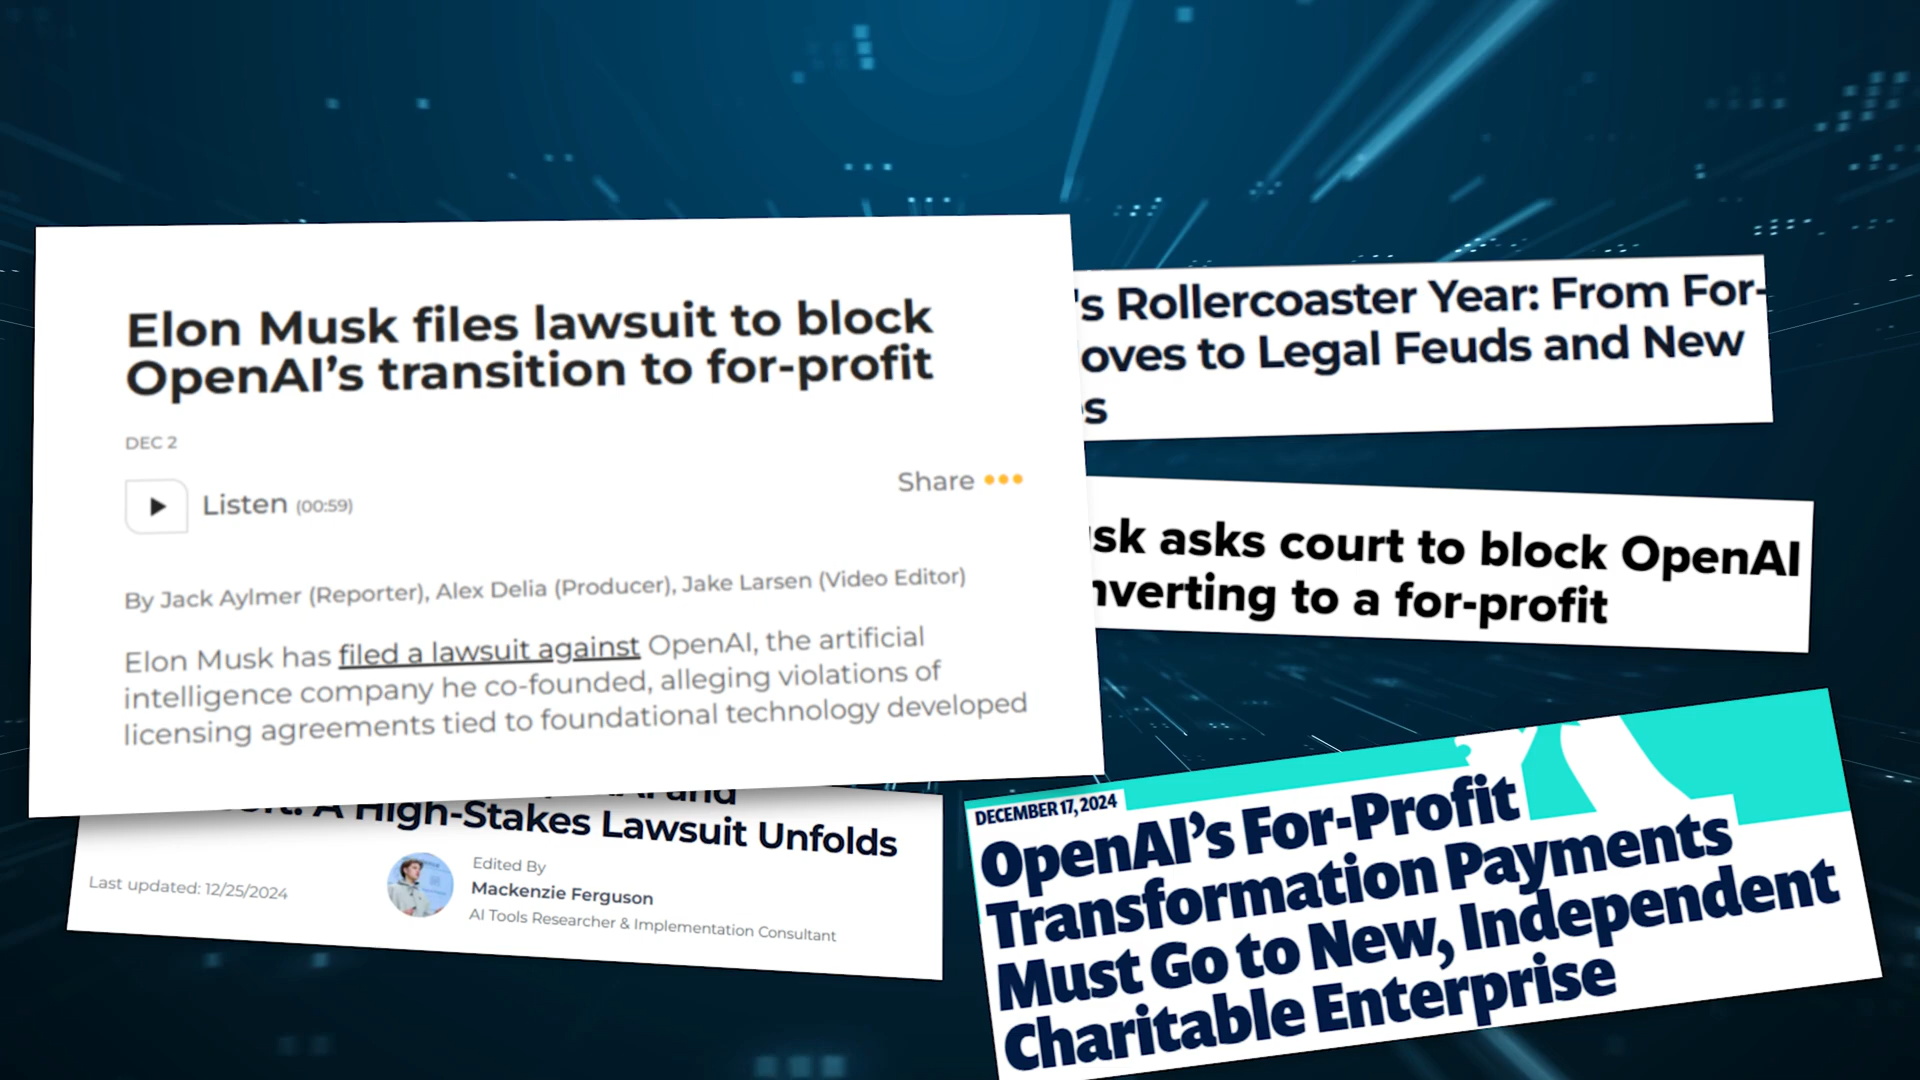 Elon Musk files lawsuit to block
OpenAI's transition to for-profit
DEC 2
Listen (00:59)
Share
By Jack Aylmer (Reporter), Alex Delia (Producer), Jake Larsen (Video Editor)
Elon Musk has filed a lawsuit against OpenAI, the artificial
intelligence company he co-founded, alleging violations of
licensing agreements tied to foundational technology developed
's Rollercoaster Year: From For-
oves to Legal Feuds and New
s
sk asks court to block OpenAI
nverting to a for-profit
and
A High-Stakes Lawsuit Unfolds
Last updated: 12/25/2024
Edited By
Mackenzie Ferguson
AI Tools Researcher & Implementation Consultant
DECEMBER 17, 2024
OpenAI's For-Profit
Transformation Payments
Must Go to New, Independent
Charitable Enterprise